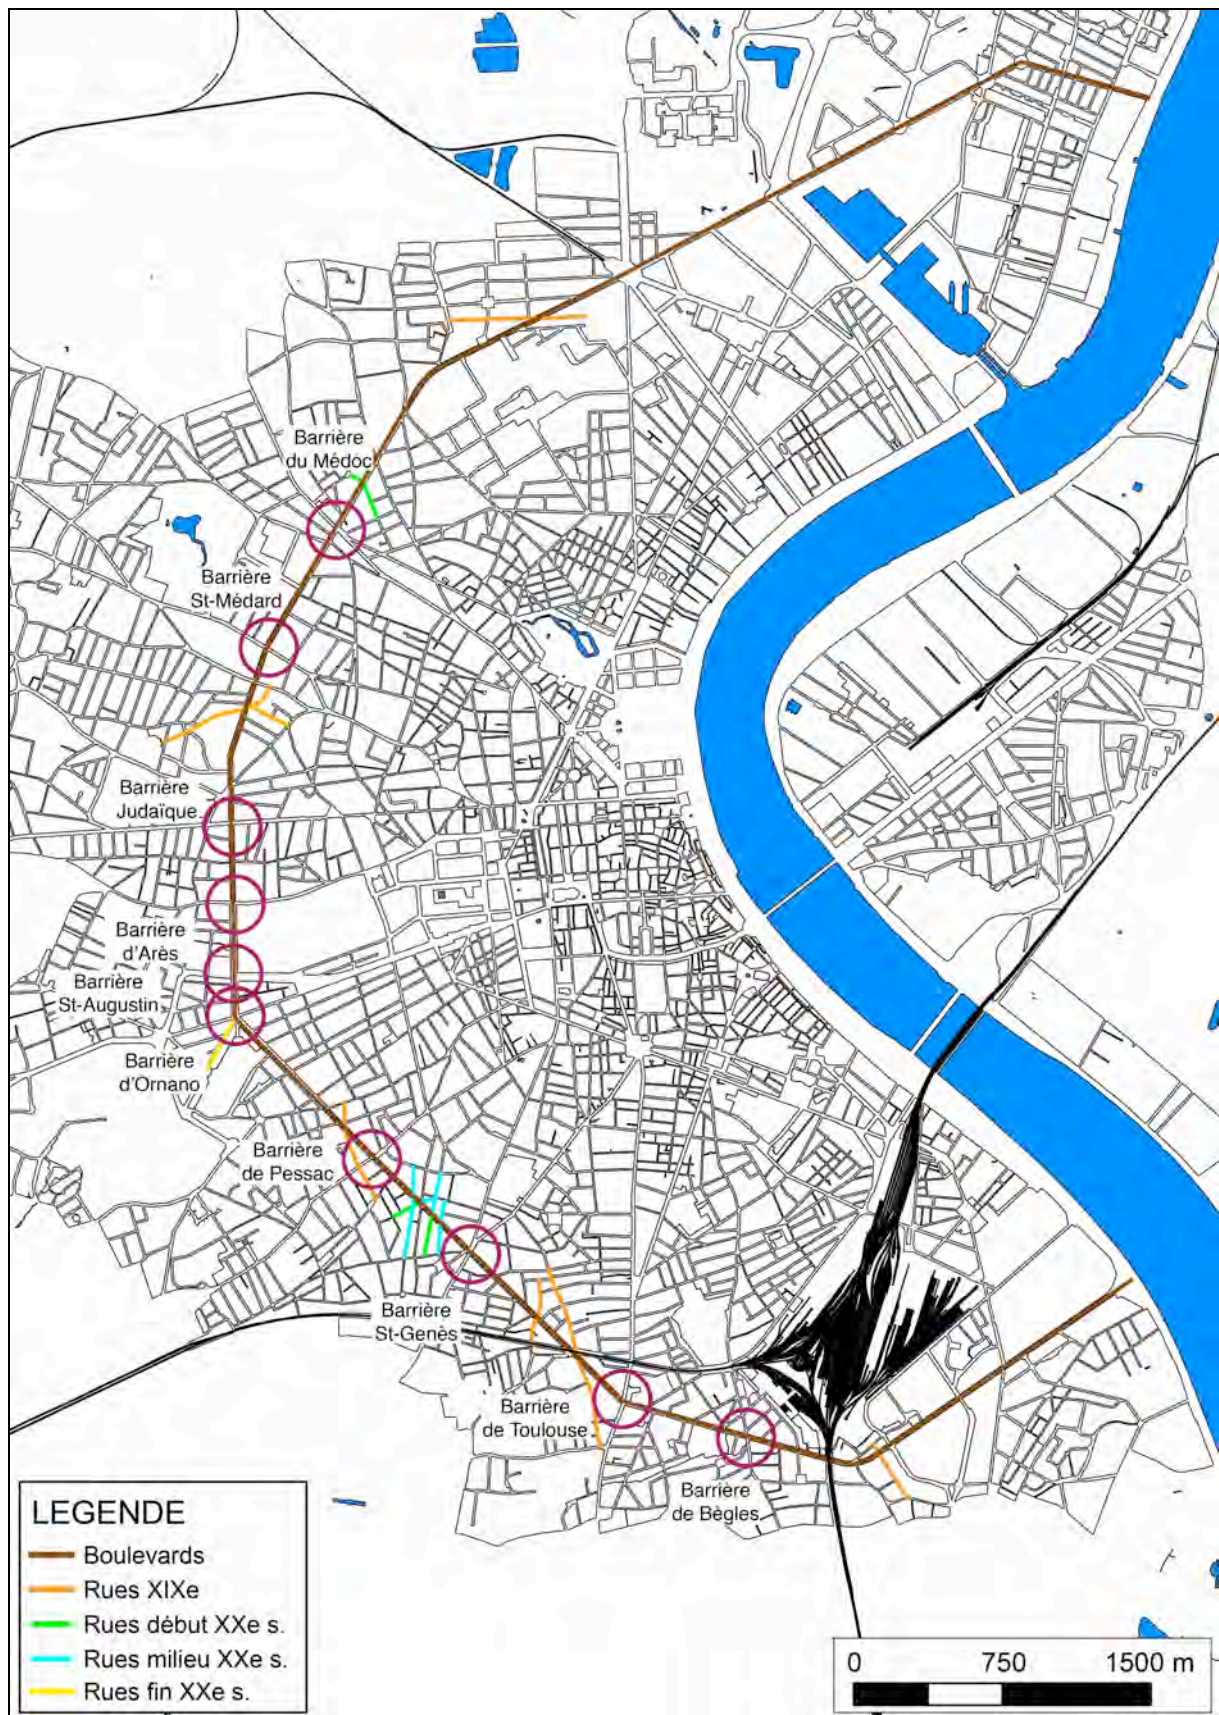 Barrière
du Médoc
Barrière
St-Médard
Barrière
Judaïque
Barrière
d'Arès
Barrière
St-Augustin
Barrière
d'Ornano
Barrière
de Pessac
Barrière
St-Genès
Barrière
de Toulouse
Barrière
de Bègles
LEGENDE
Boulevards
Rues XIXe
Rues début XXe s.
Rues milieu XXe s.
Rues fin XXe s.
0 750 1500 m